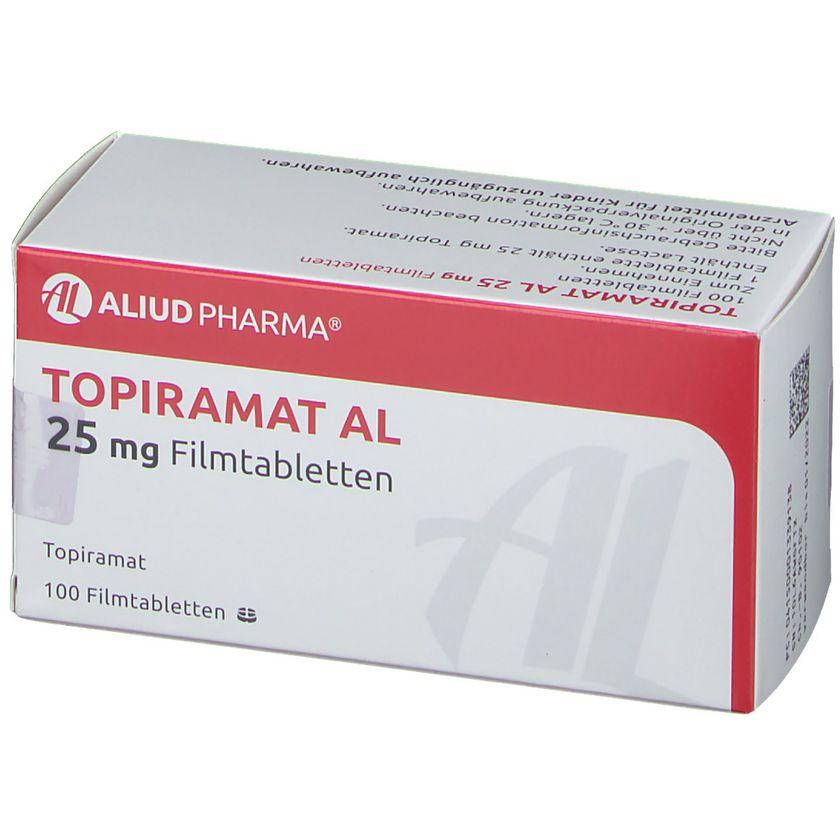 AL ALIUD PHARMA®
TOPIRAMAT AL
25 mg Filmtabletten
Topiramat
100 Filmtabletten
AL
TOPIRAMAT AL 25 mg Filmtabletten
100 Filmtabletten
Zum Einnehmen.
1 Filmtablette enthält 25 mg Topiramat.
Enthält Lactose.
Bitte Gebrauchsinformation beachten.
Nicht über + 30 °C lagern.
In der Originalverpackung aufbewahren.
Arzneimittel für Kinder unzugänglich aufbewahren.